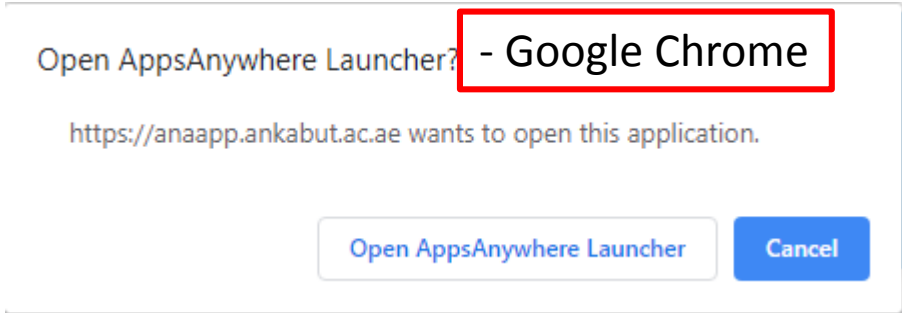 Open AppsAnywhere Launcher? - Google Chrome
https://anaapp.ankabut.ac.ae wants to open this application.
Open AppsAnywhere Launcher Cancel